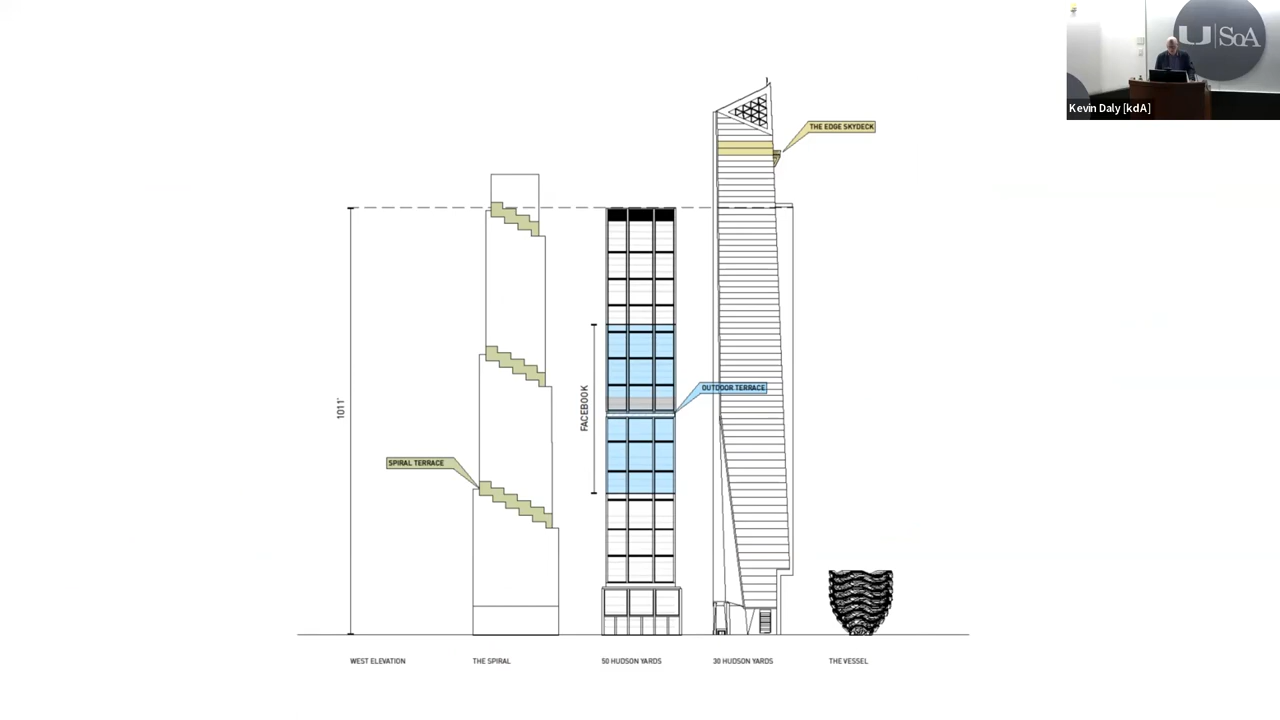 U | SoA
Kevin Daly [kdA]
THE EDGE SKYDECK
1011'
FACEBOOK
OUTDOOR TERRACE
SPIRAL TERRACE
WEST ELEVATION
THE SPIRAL
50 HUDSON YARDS
30 HUDSON YARDS
THE VESSEL